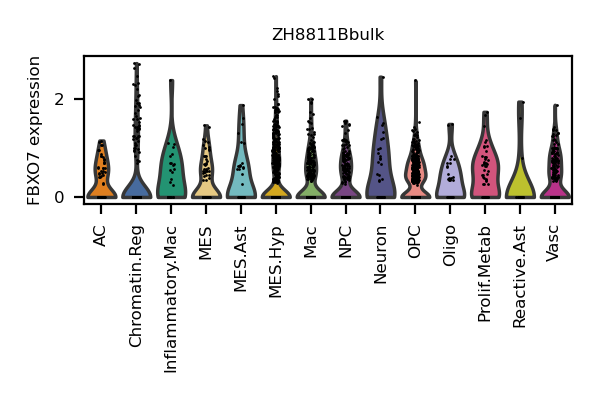 ZH8811Bbulk
FBXO7 expression
2
0
AC
Chromatin.Reg
Inflammatory.Mac
MES
MES.Ast
MES.Hyp
Mac
NPC
Neuron
OPC
Oligo
Prolif.Metab
Reactive.Ast
Vasc